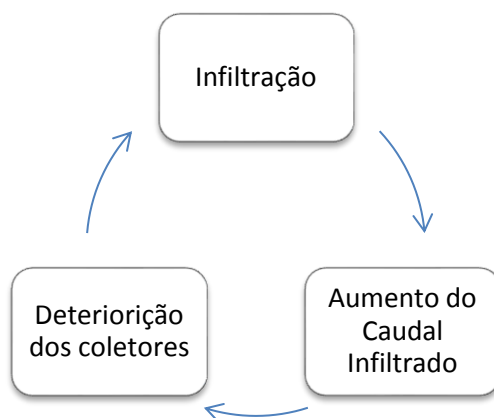 Infiltração
Aumento do
Caudal
Infiltrado
Deteriorição
dos coletores